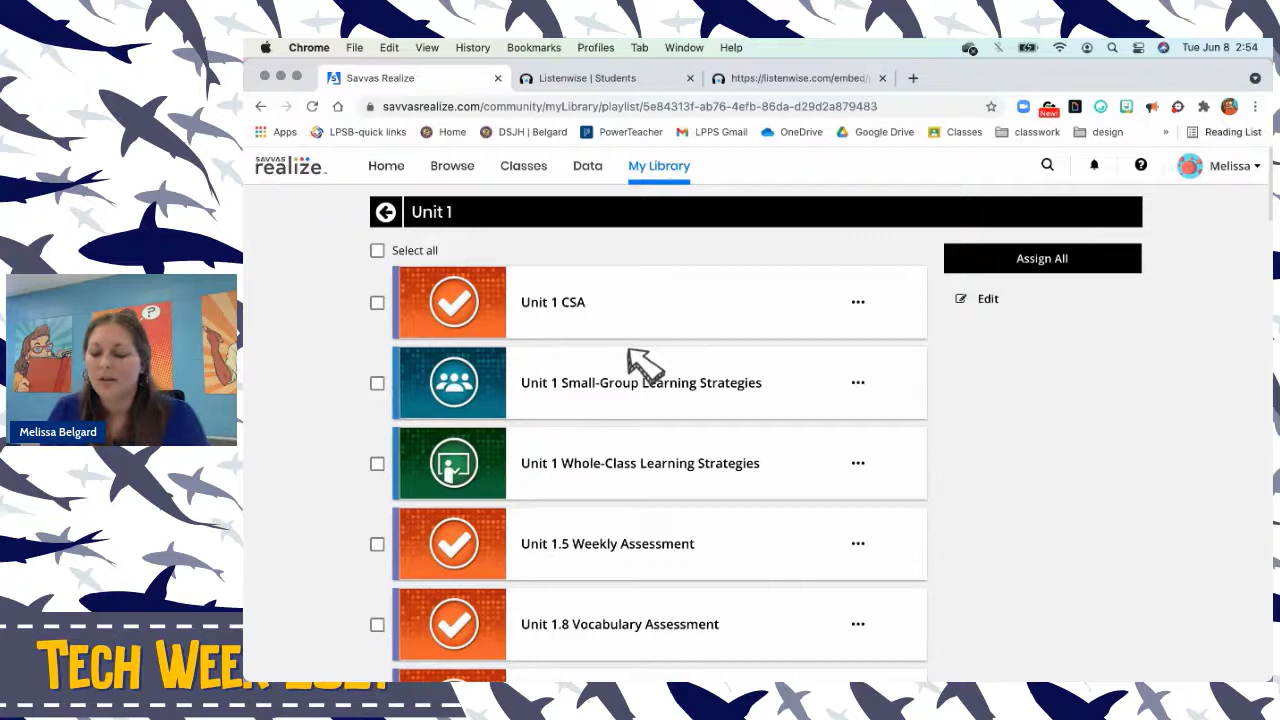 Chrome File Edit View History Bookmarks Profiles Tab Window Help Tue Jun 8 2:54
Savvas Realize Listenwise | Students https://listenwise.com/embed/
savvasrealize.com/community/myLibrary/playlist/5e84313f-ab76-4efb-86da-d29d2a879483 New!
Apps LPSB-quick links Home DSJH | Belgard PowerTeacher LPPS Gmail OneDrive Google Drive Classes classwork design » Reading List
SAVVAS
realize Home Browse Classes Data My Library Melissa
Unit 1
Select all
Assign All
Unit 1 CSA
Edit
Unit 1 Small-Group Learning Strategies
Melissa Belgard
Unit 1 Whole-Class Learning Strategies
Unit 1.5 Weekly Assessment
Unit 1.8 Vocabulary Assessment
TECH WEEK